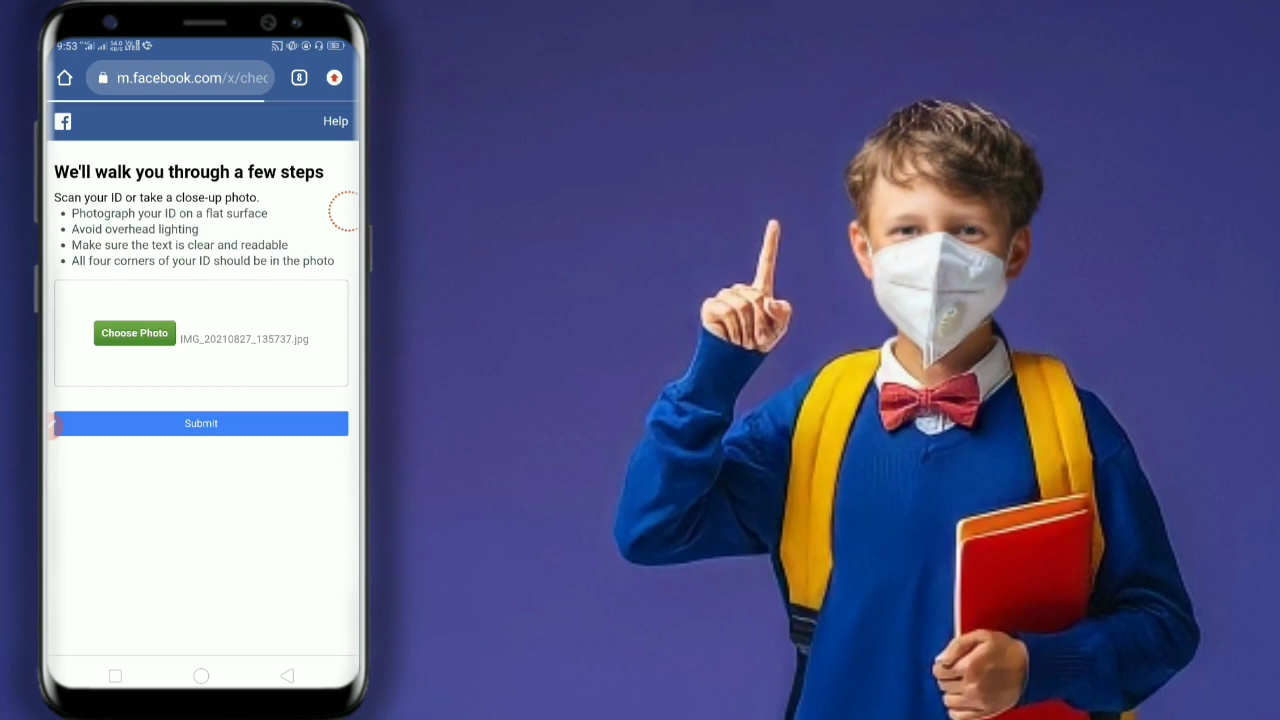 9:53
m.facebook.com/x/chec
8
Help
We'll walk you through a few steps
Scan your ID or take a close-up photo.
• Photograph your ID on a flat surface
• Avoid overhead lighting
• Make sure the text is clear and readable
• All four corners of your ID should be in the photo
Choose Photo IMG_20210827_135737.jpg
Submit